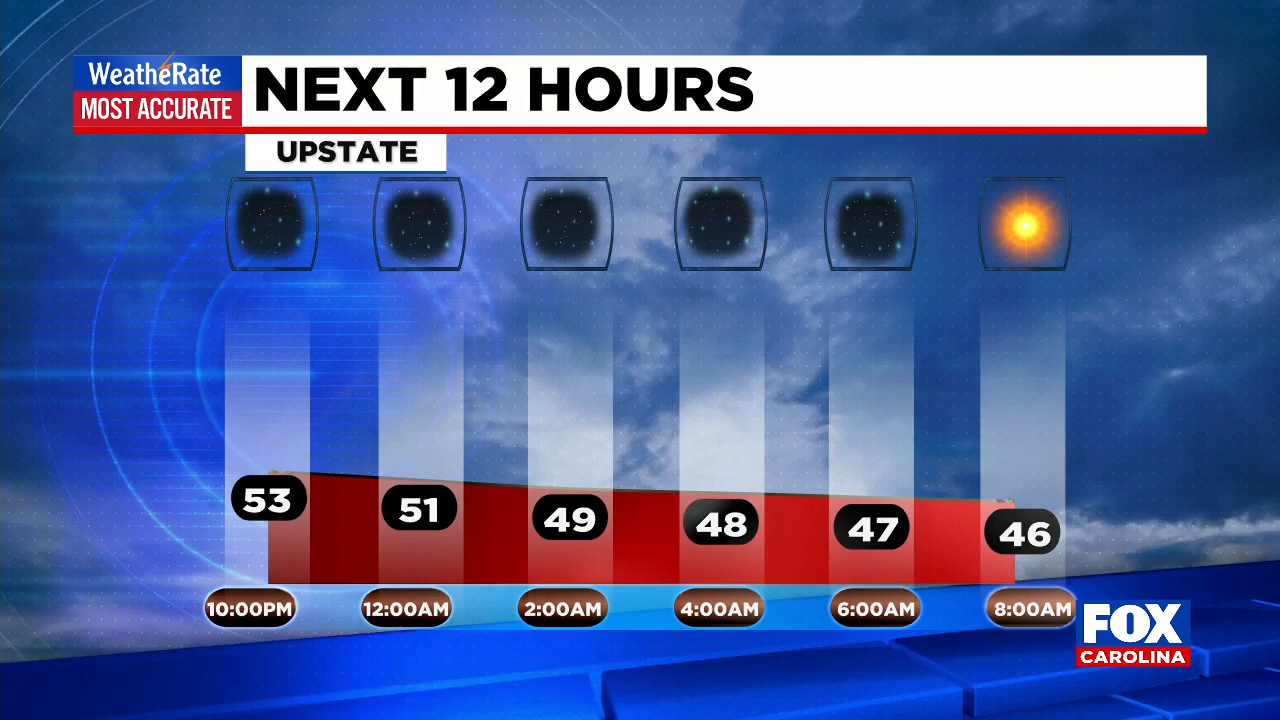 WeatheRate
MOST ACCURATE
NEXT 12 HOURS
UPSTATE
53
51
49
48
47
46
10:00PM
12:00AM
2:00AM
4:00AM
6:00AM
8:00AM
FOX
CAROLINA